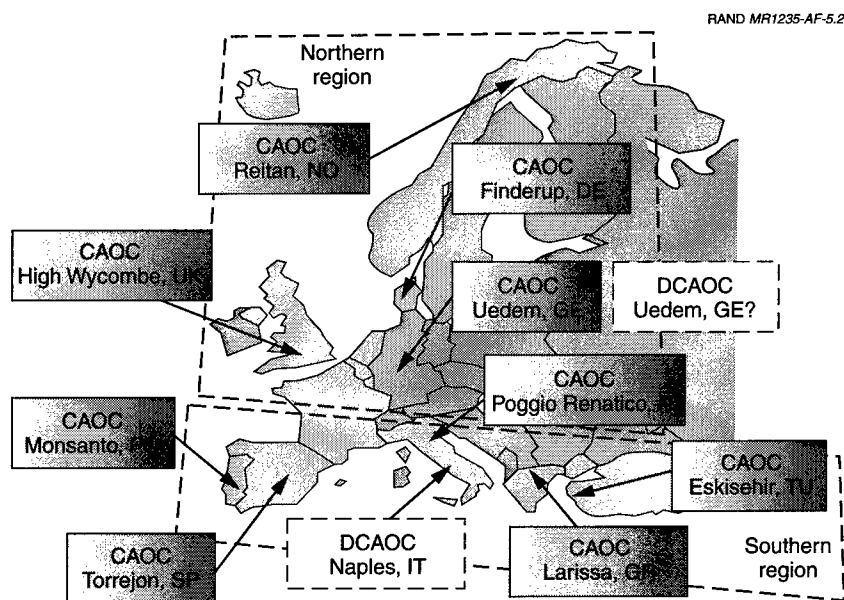 RAND MR1235-AF-5.2
Northern
region
CAOC
Reitan, NO
CAOC
Finderup, DE
CAOC
High Wycombe, UK
CAOC
Uedem, GE
DCAOC
Uedem, GE?
CAOC
Poggio Renatico,
CAOC
Monsanto,
CAOC
Eskisehir, TU
CAOC
Torrejon, SP
DCAOC
Naples, IT
CAOC
Larissa, GR
Southern
region